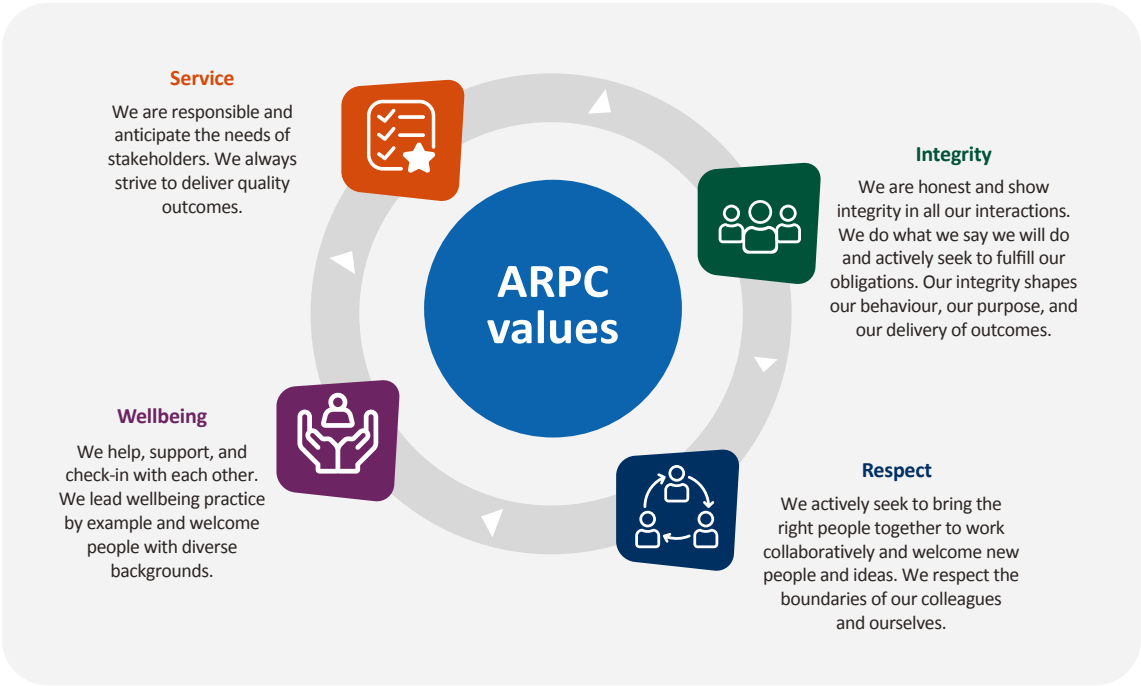 Service
We are responsible and
anticipate the needs of
stakeholders. We always
strive to deliver quality
outcomes.
Integrity
We are honest and show
integrity in all our interactions.
We do what we say we will do
and actively seek to fulfill our
obligations. Our integrity shapes
our behaviour, our purpose, and
our delivery of outcomes.
ARPC
values
Wellbeing
We help, support, and
check-in with each other.
We lead wellbeing practice
by example and welcome
people with diverse
backgrounds.
Respect
We actively seek to bring the
right people together to work
collaboratively and welcome new
people and ideas. We respect the
boundaries of our colleagues
and ourselves.